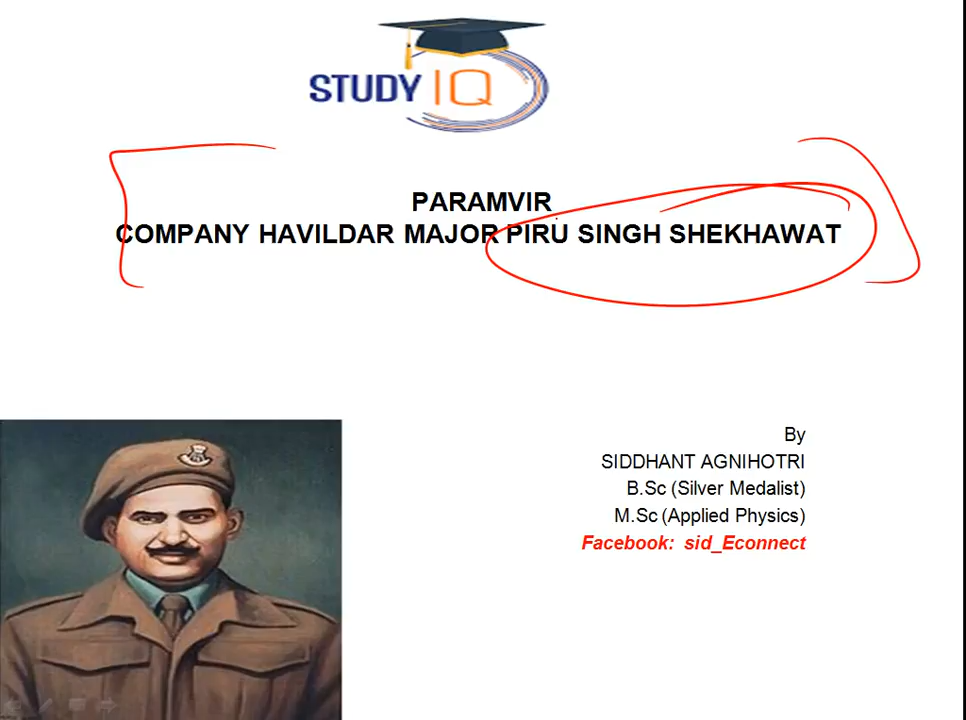 STUDY IQ
PARAMVIR
COMPANY HAVILDAR MAJOR PIRU SINGH SHEKHAWAT
By
SIDDHANT AGNIHOTRI
B.Sc (Silver Medalist)
M.Sc (Applied Physics)
Facebook: sid_Econnect